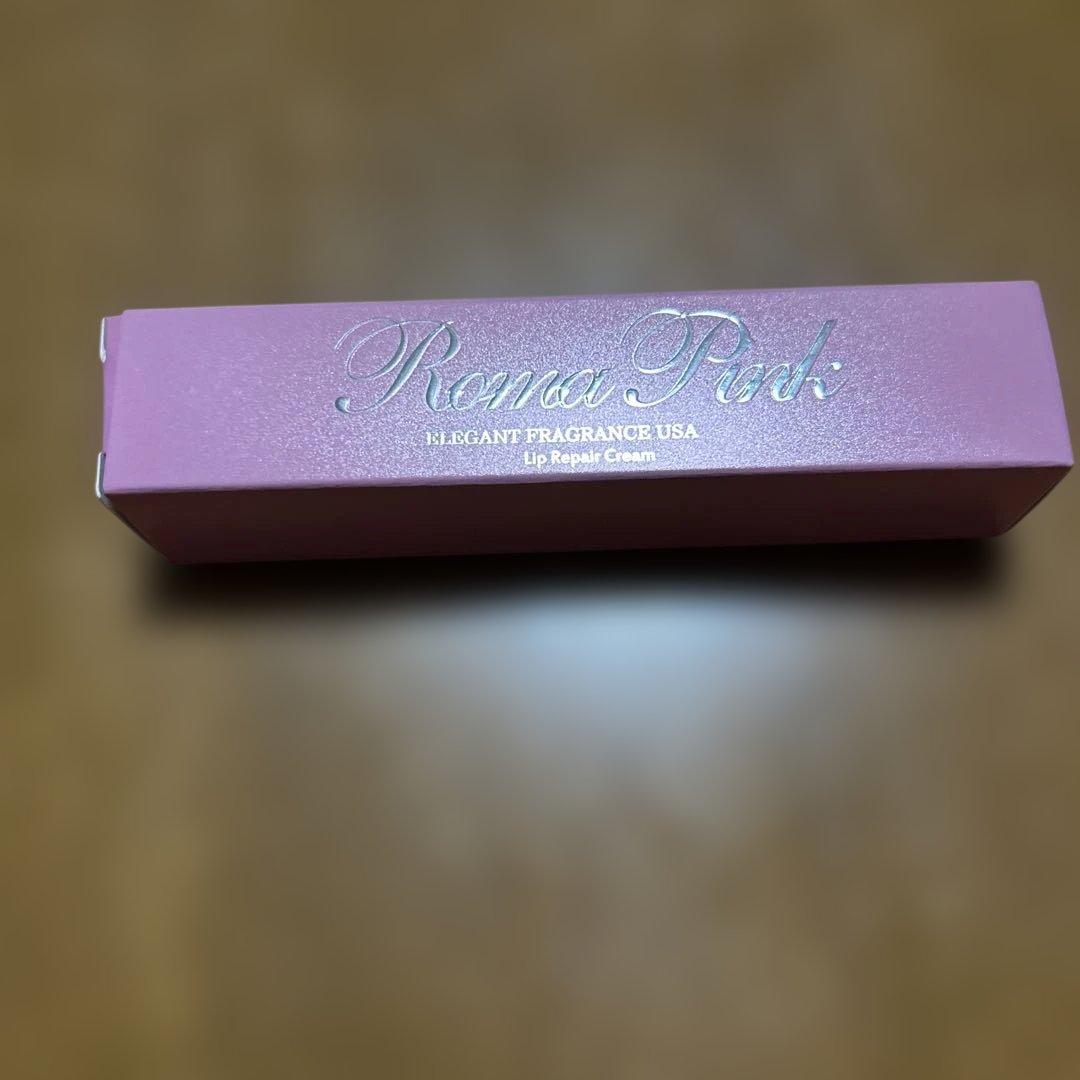 Roma Pink
ELEGANT FRAGRANCE USA
Lip Repair Cream